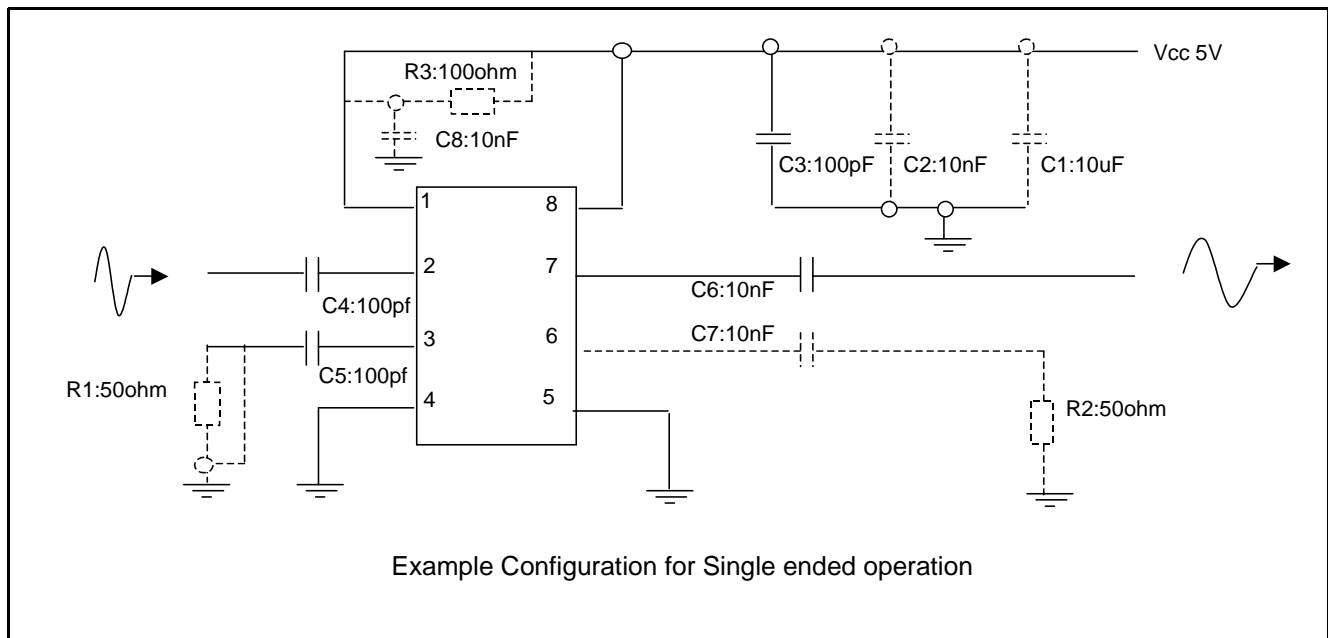 Vcc 5V
R3:100ohm
C8:10nF
C3:100pF
C2:10nF
C1:10uF
1
8
2
7
C4:100pf
C6:10nF
3
6
C7:10nF
C5:100pf
R1:50ohm
4
5
R2:50ohm
Example Configuration for Single ended operation